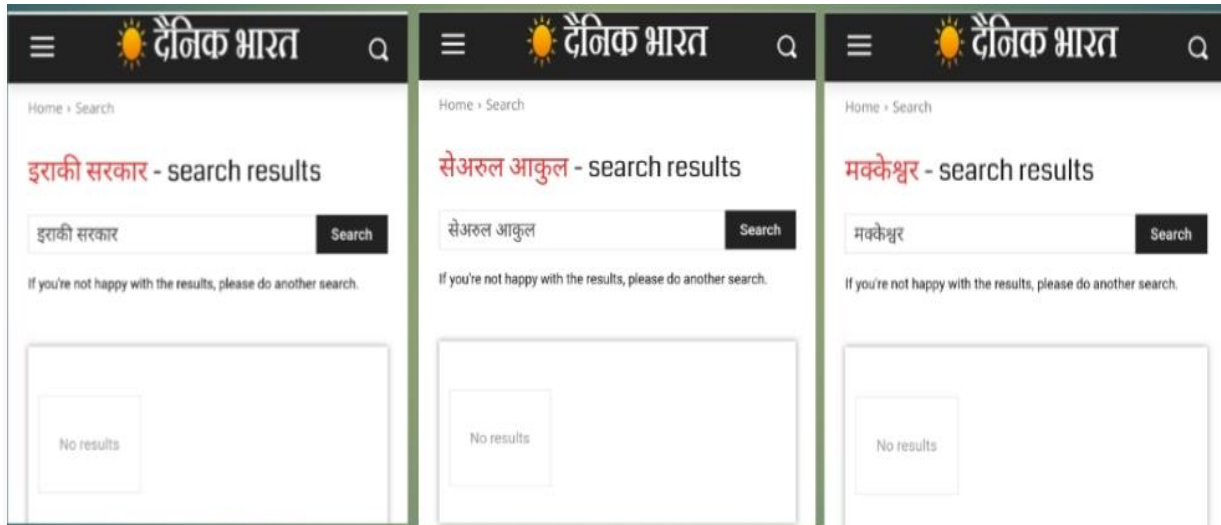 दैनिक भारत
Home › Search
इराकी सरकार - search results
इराकी सरकार
Search
If you're not happy with the results, please do another search.
No results
दैनिक भारत
Home › Search
सेअरुल आकुल - search results
सेअरुल आकुल
Search
If you're not happy with the results, please do another search.
No results
दैनिक भारत
Home › Search
मक्केश्वर - search results
मक्केश्वर
Search
If you're not happy with the results, please do another search.
No results